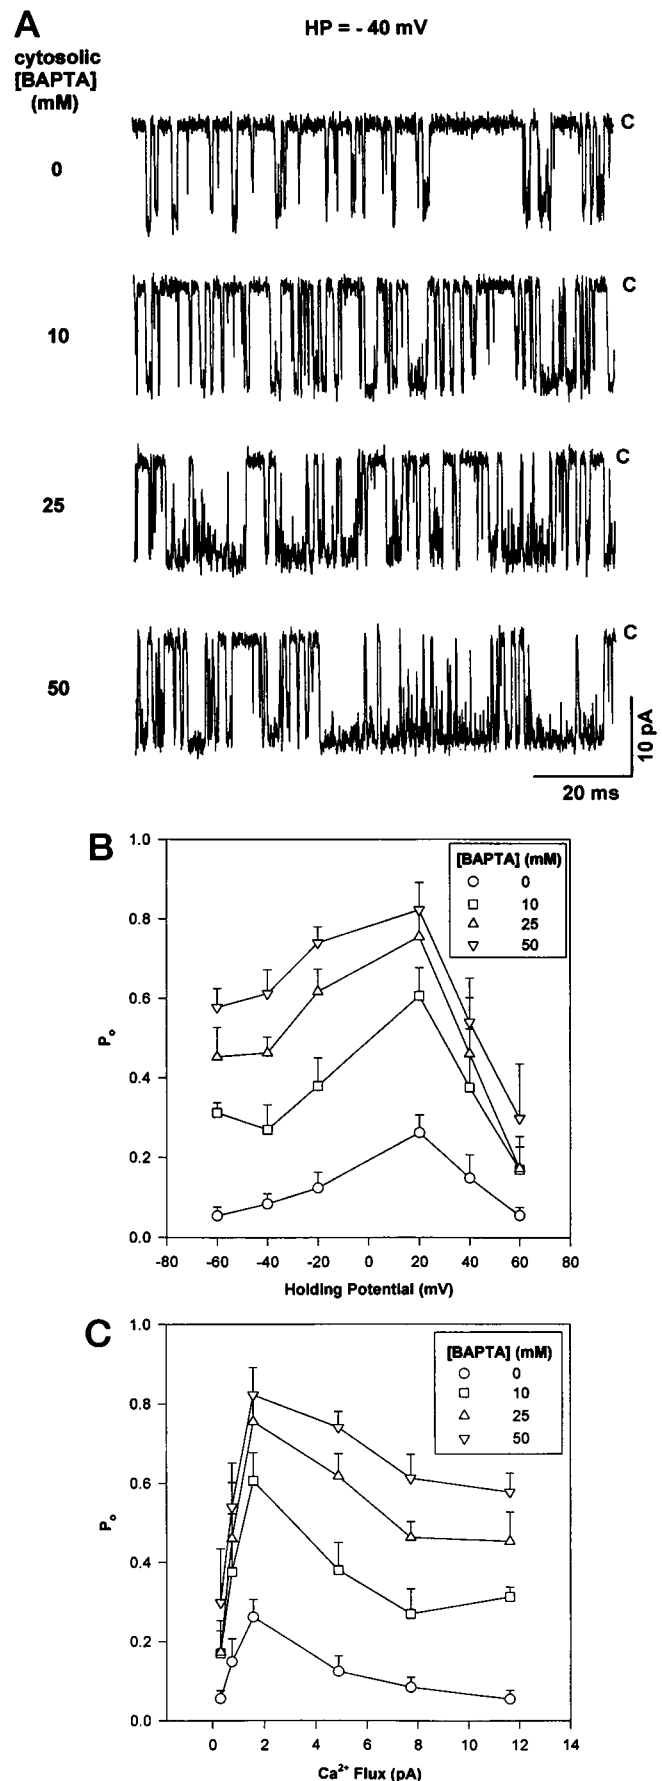 A
HP = - 40 mV
cytosolic
[BAPTA]
(mM)
C
0
C
10
C
25
C
50
10 pA
20 ms
B
1.0
0.8
0.6
0.4
0.2
0.0
Po
[BAPTA] (mM)
0
10
25
50
-80 -60 -40 -20 0 20 40 60 80
Holding Potential (mV)
C
1.0
0.8
0.6
0.4
0.2
0.0
Po
[BAPTA] (mM)
0
10
25
50
0 2 4 6 8 10 12 14
Ca2+ Flux (pA)